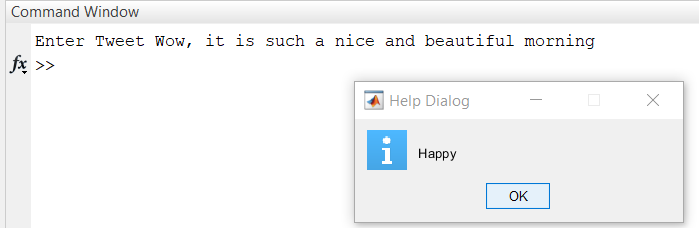 Command Window
Enter Tweet Wow, it is such a nice and beautiful morning
fx >>
Help Dialog
i
Happy
OK